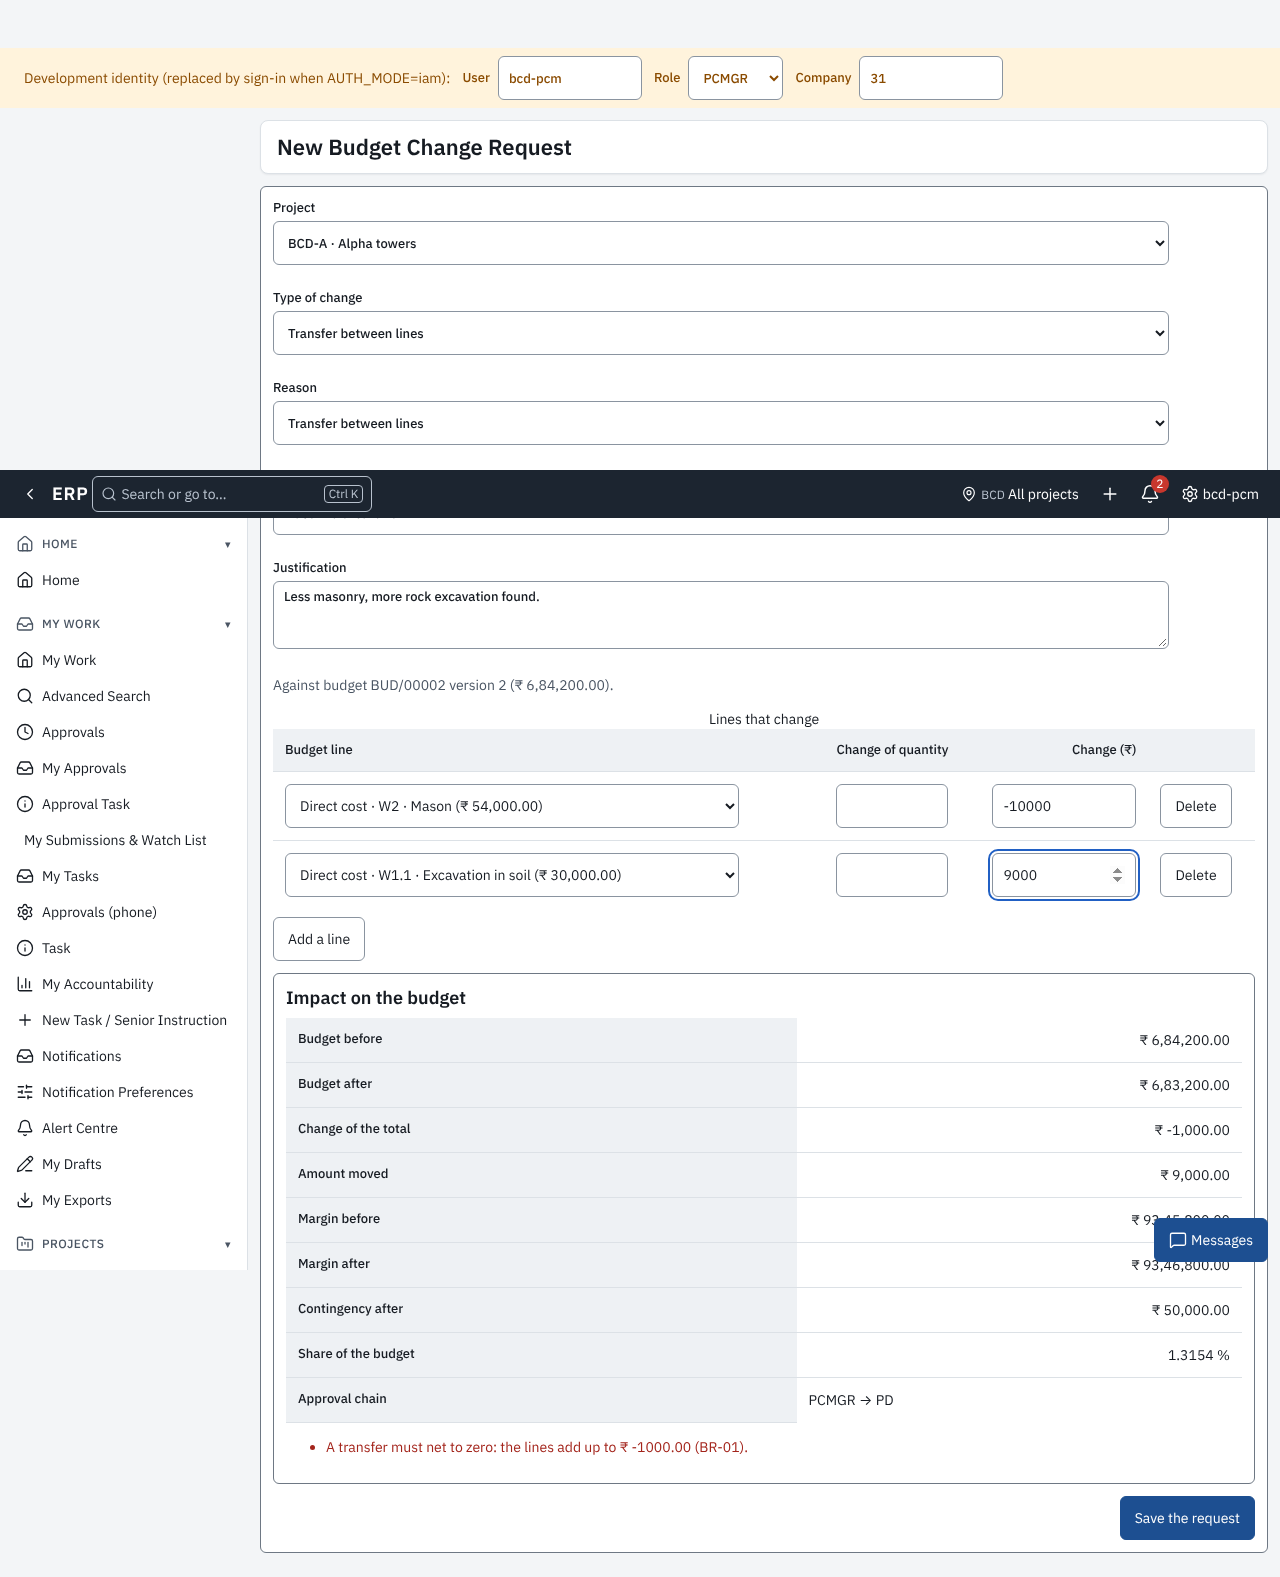 Development identity (replaced by sign-in when AUTH_MODE=iam): User bcd-pcm Role PCMGR Company 31
New Budget Change Request
Project
BCD-A · Alpha towers
Type of change
Transfer between lines
Reason
Transfer between lines
ERP Search or go to... Ctrl K BCD All projects 2 bcd-pcm
HOME
Home
MY WORK
My Work
Advanced Search
Approvals
My Approvals
Approval Task
My Submissions & Watch List
My Tasks
Approvals (phone)
Task
My Accountability
New Task / Senior Instruction
Notifications
Notification Preferences
Alert Centre
My Drafts
My Exports
PROJECTS
Justification
Less masonry, more rock excavation found.
Against budget BUD/00002 version 2 (₹ 6,84,200.00).
Lines that change
Budget line Change of quantity Change (₹)
Direct cost · W2 · Mason (₹ 54,000.00) -10000 Delete
Direct cost · W1.1 · Excavation in soil (₹ 30,000.00) 9000 Delete
Add a line
Impact on the budget
Budget before ₹ 6,84,200.00
Budget after ₹ 6,83,200.00
Change of the total ₹ -1,000.00
Amount moved ₹ 9,000.00
Margin before
Messages
Margin after ₹ 93,46,800.00
Contingency after ₹ 50,000.00
Share of the budget 1.3154 %
Approval chain PCMGR → PD
A transfer must net to zero: the lines add up to ₹ -1000.00 (BR-01).
Save the request